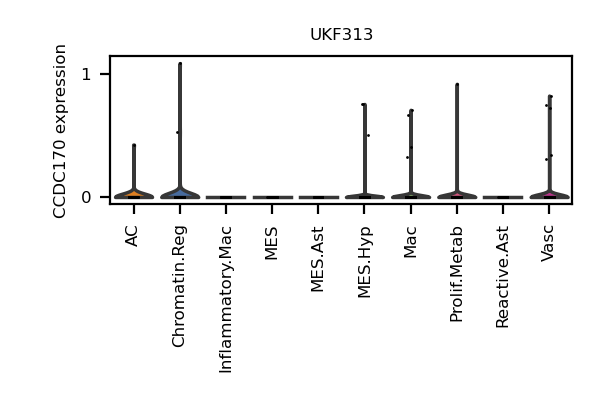 UKF313
CCDC170 expression
1
0
AC
Chromatin.Reg
Inflammatory.Mac
MES
MES.Ast
MES.Hyp
Mac
Prolif.Metab
Reactive.Ast
Vasc